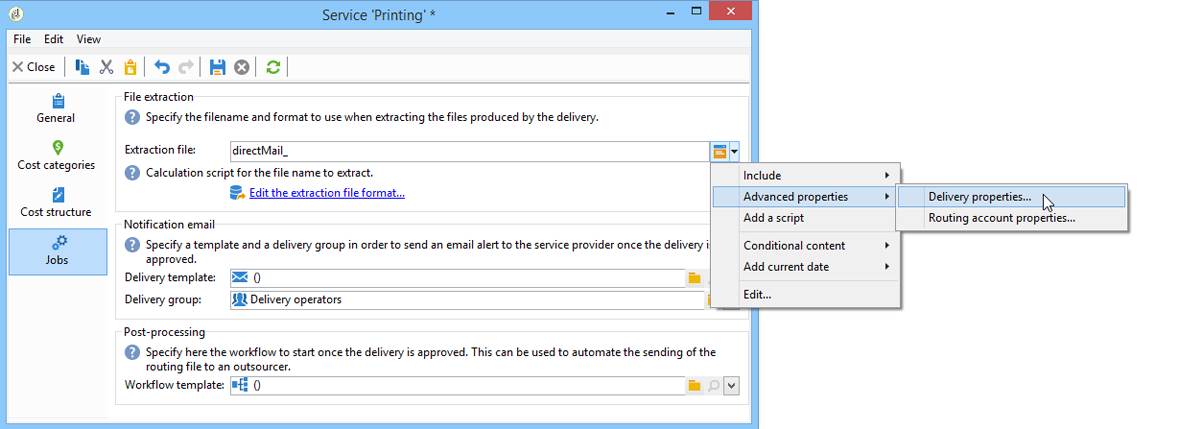 Service 'Printing' *
File Edit View
Close
General
Cost categories
Cost structure
Jobs
File extraction
Specify the filename and format to use when extracting the files produced by the delivery.
Extraction file: directMail_
Calculation script for the file name to extract.
Edit the extraction file format...
Include
Advanced properties
Add a script
Conditional content
Add current date
Edit...
Delivery properties...
Routing account properties...
Notification email
Specify a template and a delivery group in order to send an email alert to the service provider once the delivery is
approved.
Delivery template: ()
Delivery group: Delivery operators
Post-processing
Specify here the workflow to start once the delivery is approved. This can be used to automate the sending of the
routing file to an outsourcer.
Workflow template: ()